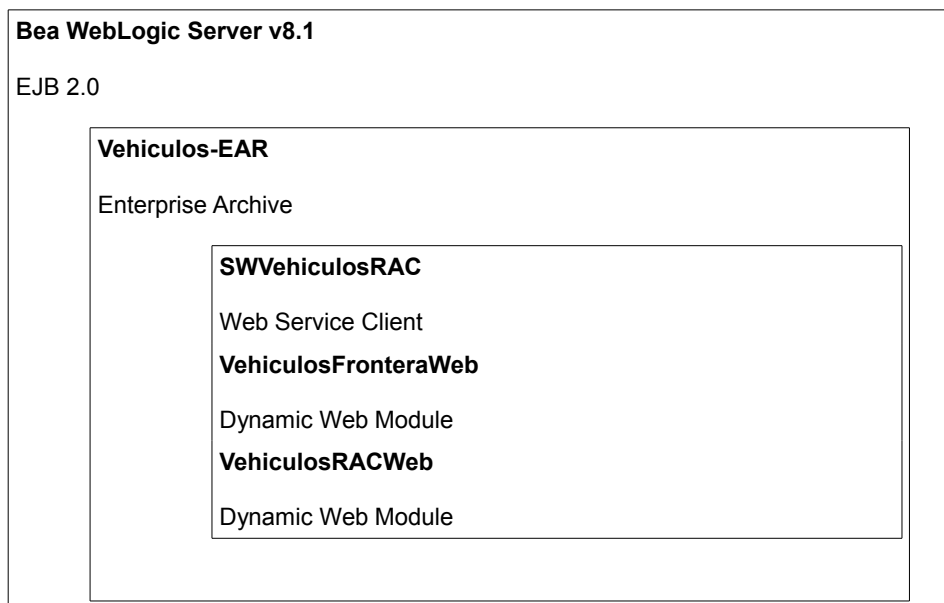 Bea WebLogic Server v8.1
EJB 2.0
Vehiculos-EAR
Enterprise Archive
SWVehiculosRAC
Web Service Client
VehiculosFronteraWeb
Dynamic Web Module
VehiculosRACWeb
Dynamic Web Module